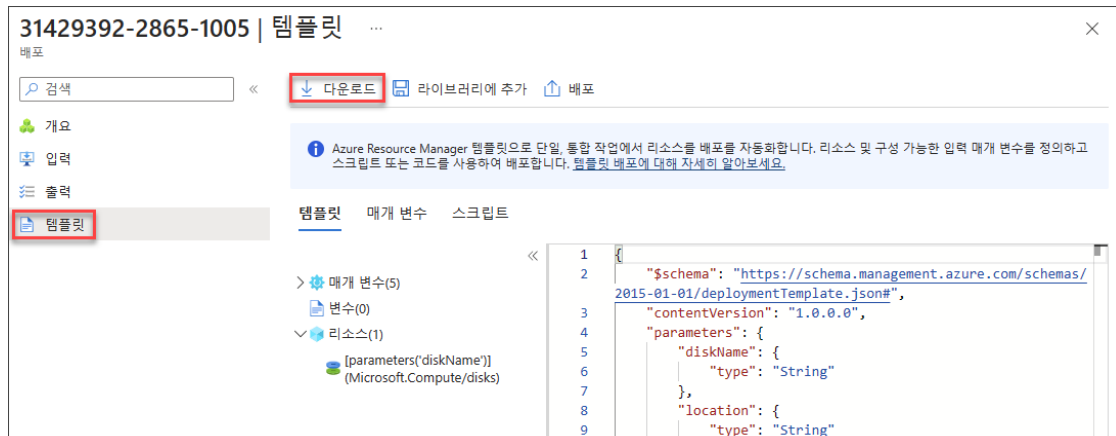 31429392-2865-1005 | 템플릿 ...
배포
검색 «
개요
입력
출력
템플릿
다운로드 라이브러리에 추가 배포
Azure Resource Manager 템플릿으로 단일, 통합 작업에서 리소스를 배포를 자동화합니다. 리소스 및 구성 가능한 입력 매개 변수를 정의하고
스크립트 또는 코드를 사용하여 배포합니다. 템플릿 배포에 대해 자세히 알아보세요.
템플릿 매개 변수 스크립트
«
매개 변수(5)
변수(0)
리소스(1)
[parameters('diskName')]
(Microsoft.Compute/disks)
1 {
2 "$schema": "https://schema.management.azure.com/schemas/
2015-01-01/deploymentTemplate.json#",
3 "contentVersion": "1.0.0.0",
4 "parameters": {
5 "diskName": {
6 "type": "String"
7 },
8 "location": {
9 "type": "String"